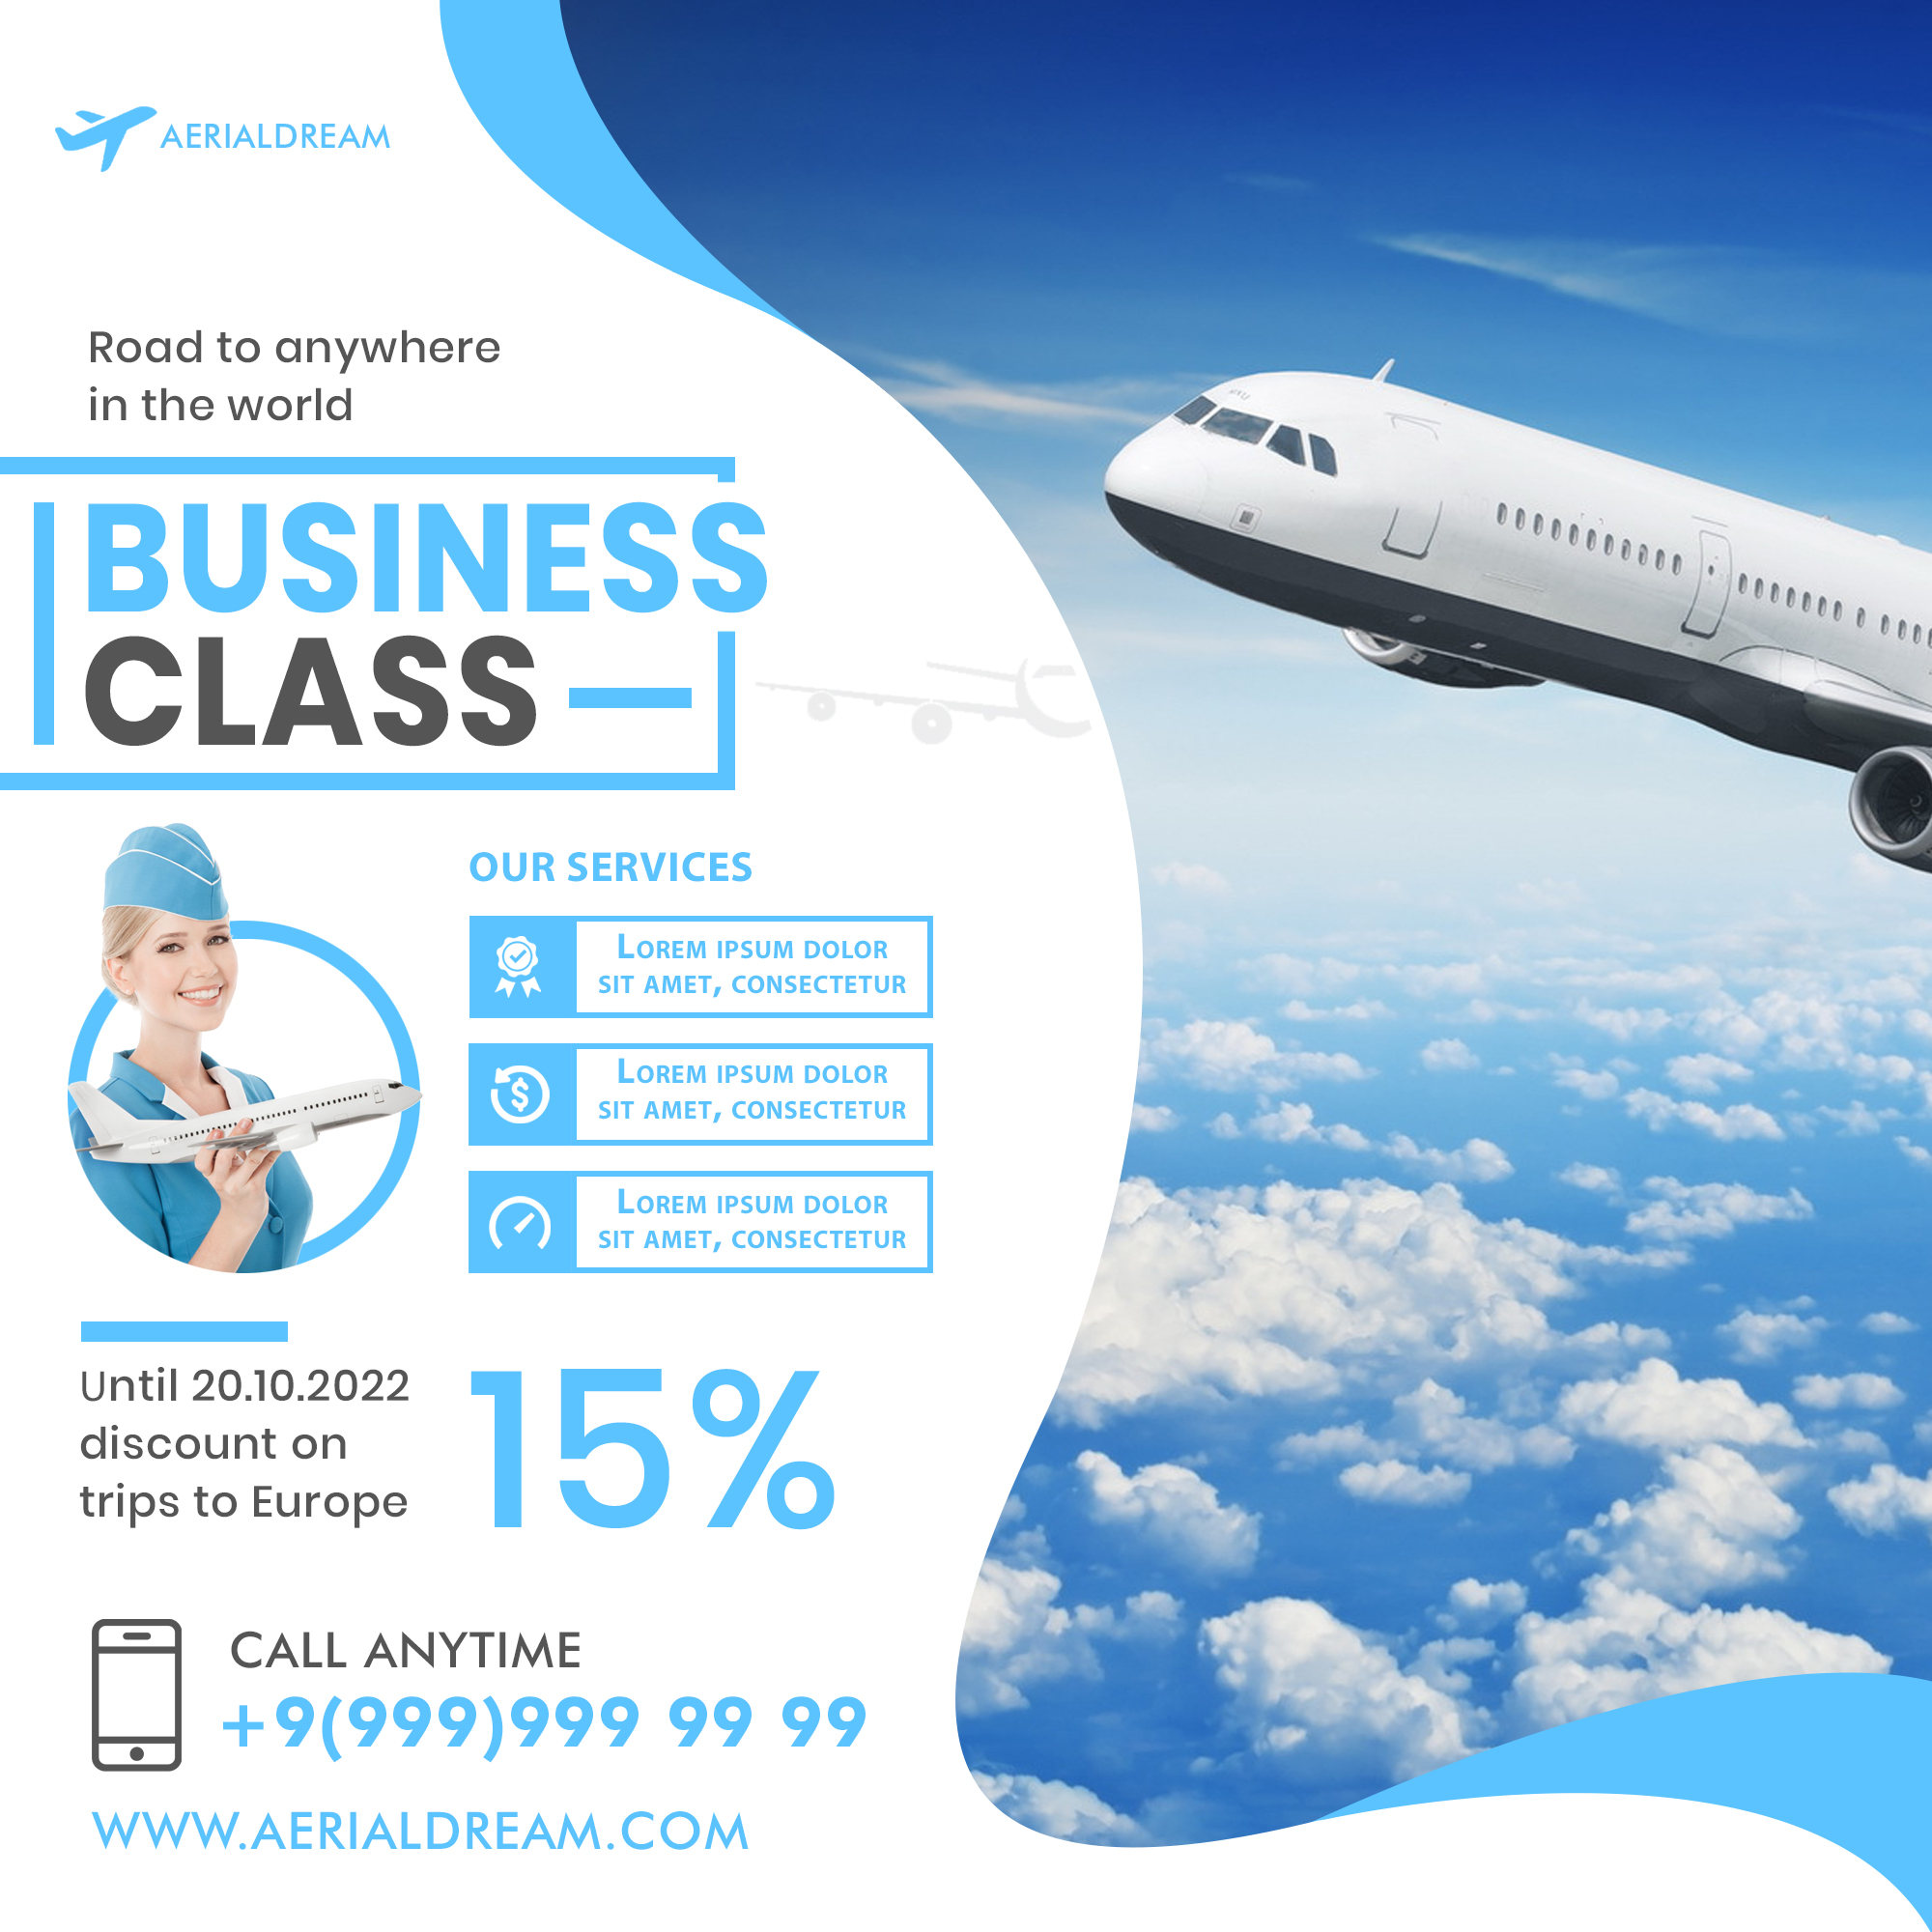 AERIALDREAM
Road to anywhere
in the world
BUSINESS
CLASS
OUR SERVICES
Lorem ipsum dolor
sit amet, consectetur
Lorem ipsum dolor
sit amet, consectetur
Lorem ipsum dolor
sit amet, consectetur
Until 20.10.2022
discount on
trips to Europe
15%
CALL ANYTIME
+9(999)999 99 99
WWW.AERIALDREAM.COM